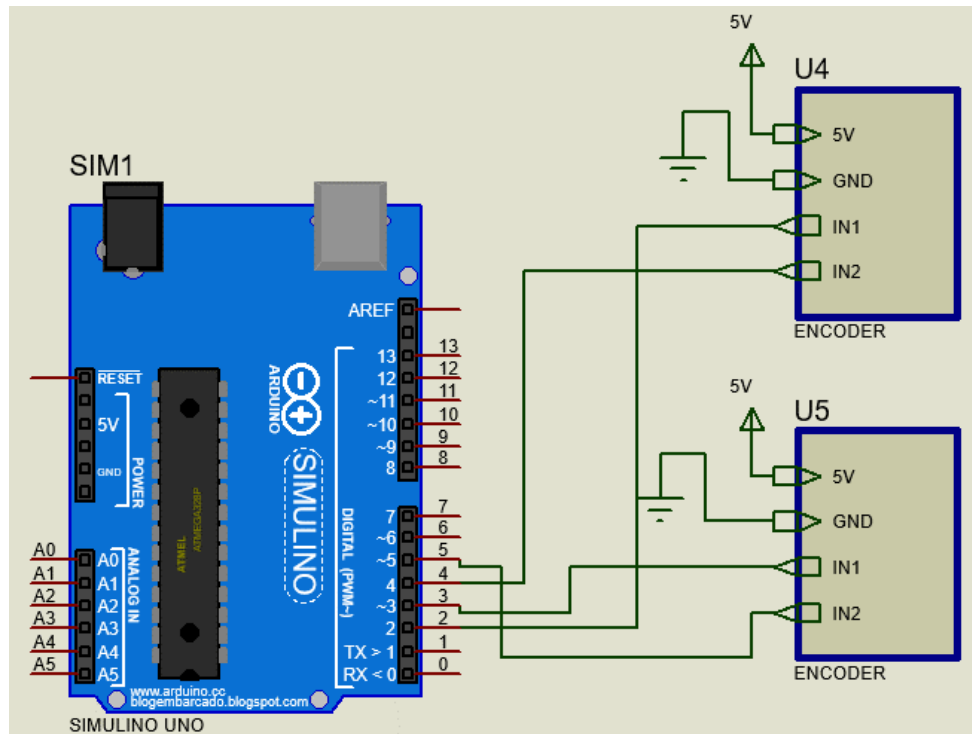 5V
U4
5V
GND
IN1
IN2
ENCODER
SIM1
AREF
13 13
12 12
~11 11
~10 10
~9 9
8 8
7 7
~6 6
~5 5
4 4
~3 3
2 2
TX > 1 1
RX < 0 0
RESET
5V
GND
POWER
ARDUINO
SIMULINO
DIGITAL (PWM~)
ATMEL
ATMEGA328P
ANALOG IN
A0 A0
A1 A1
A2 A2
A3 A3
A4 A4
A5 A5
www.arduino.cc
blogembarcado.blogspot.com
SIMULINO UNO
5V
U5
5V
GND
IN1
IN2
ENCODER